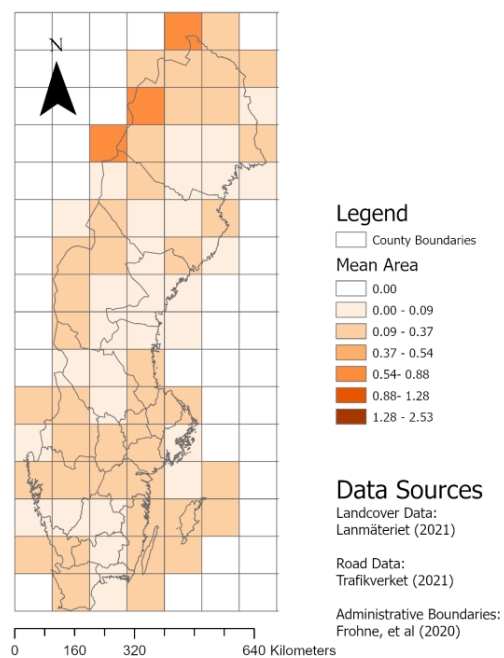 N
Legend
County Boundaries
Mean Area
0.00
0.00 - 0.09
0.09 - 0.37
0.37 - 0.54
0.54- 0.88
0.88- 1.28
1.28 - 2.53
Data Sources
Landcover Data:
Lanmäteriet (2021)
Road Data:
Trafikverket (2021)
Administrative Boundaries:
Frohne, et al (2020)
0 160 320 640 Kilometers